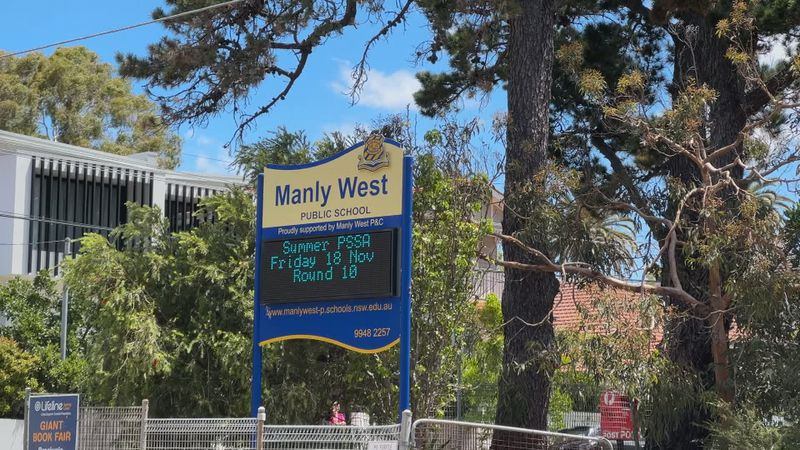 Manly West
PUBLIC SCHOOL
Proudly supported by Manly West P&C
Summer PSSA
Friday 18 Nov
Round 10
www.manlywest-p.schools.nsw.edu.au
9948 2257
Lifeline
GIANT
BOOK FAIR